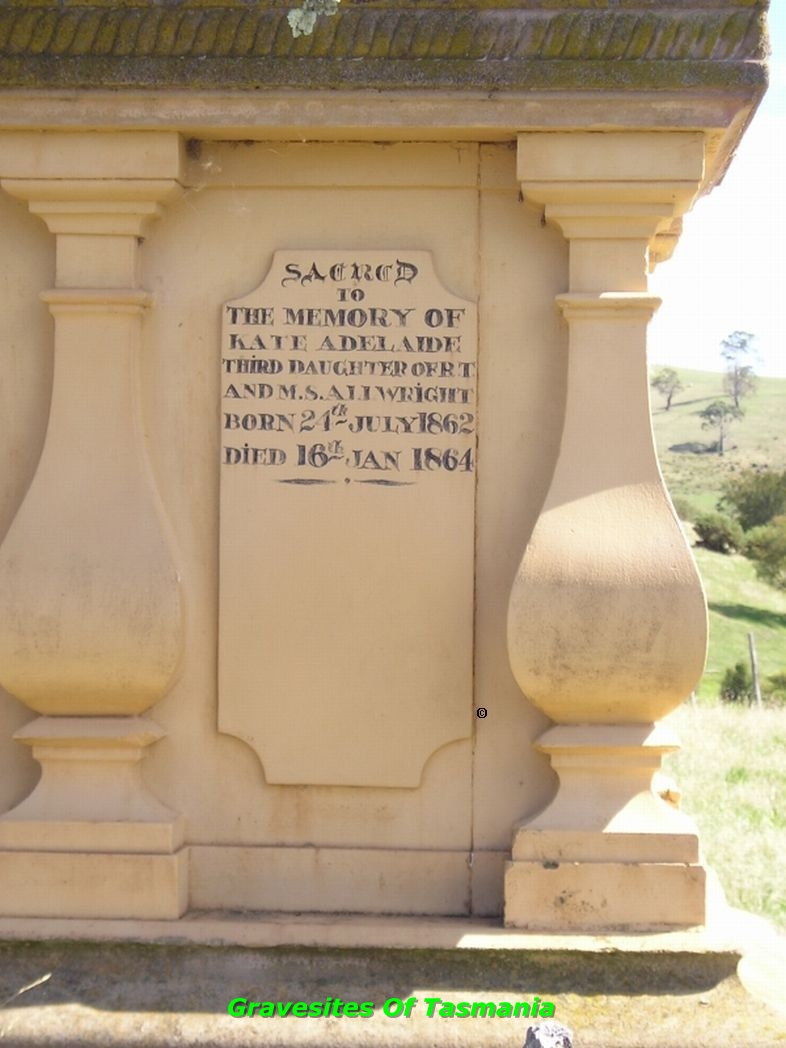 SACRED
TO
THE MEMORY OF
KATE ADELAIDE
THIRD DAUGHTER OF R T
AND M.S. ALLWRIGHT
BORN 24th JULY 1862
DIED 16th JAN 1864
©
Gravesites Of Tasmania